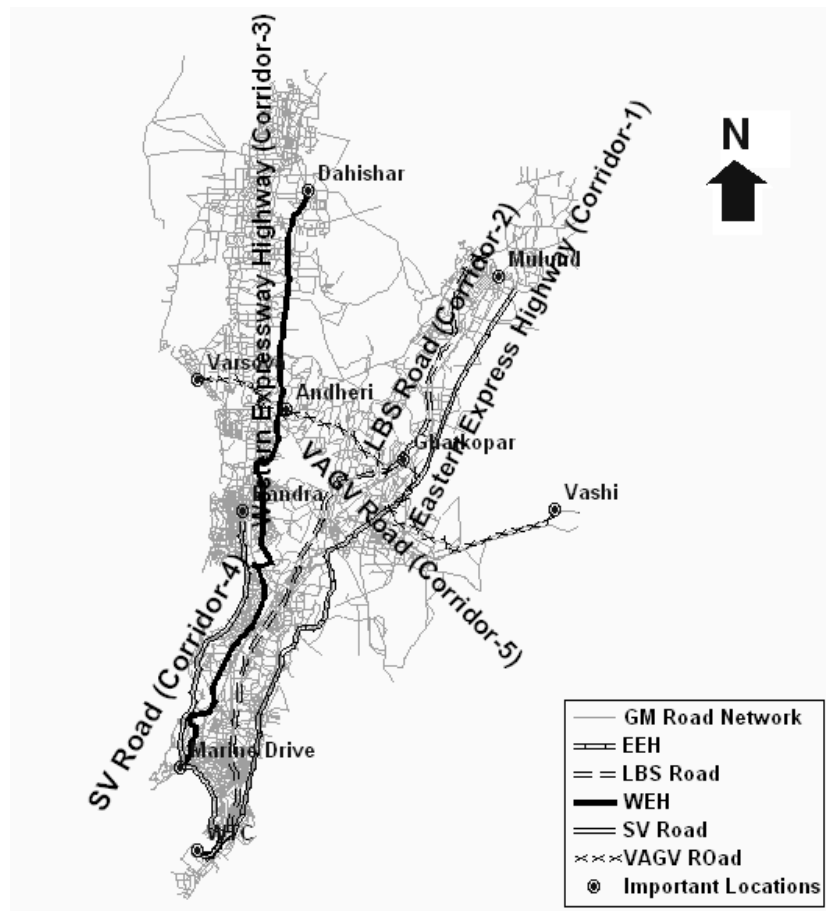 Western Expressway Highway (Corridor-3)
Eastern Express Highway (Corridor-1)
N
Dahishar
LBS Road (Corridor-2)
Mulund
Varsova
Andheri
Ghatkopar
VAGV Road (Corridor-5)
Bandra
Vashi
SV Road (Corridor-4)
Marine Drive
WTC
GM Road Network
EEH
LBS Road
WEH
SV Road
VAGV ROad
Important Locations